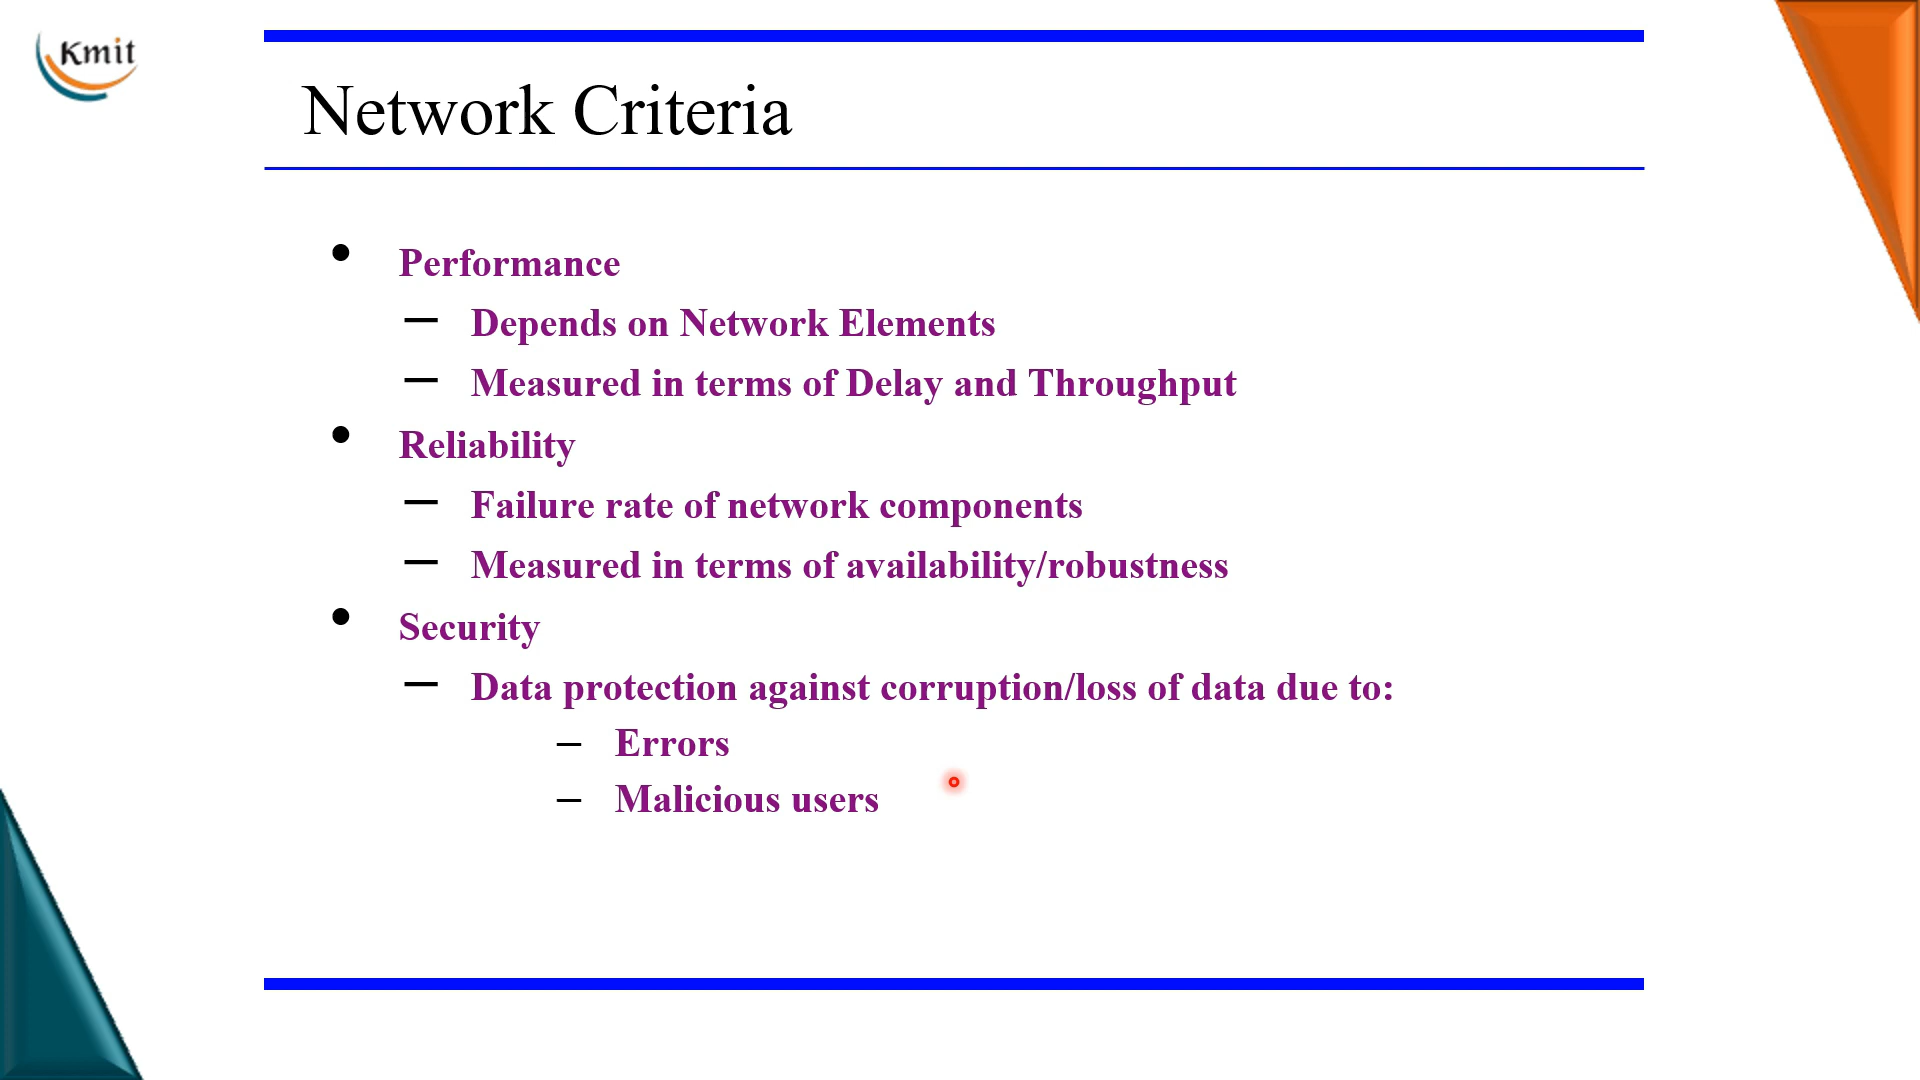 Kmit
Network Criteria
• Performance
– Depends on Network Elements
– Measured in terms of Delay and Throughput
• Reliability
– Failure rate of network components
– Measured in terms of availability/robustness
• Security
– Data protection against corruption/loss of data due to:
– Errors
– Malicious users